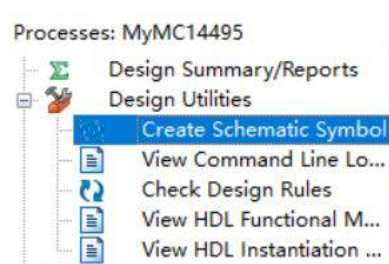 Processes: MyMC14495
Design Summary/Reports
Design Utilities
Create Schematic Symbol
View Command Line Lo...
Check Design Rules
View HDL Functional M...
View HDL Instantiation ...